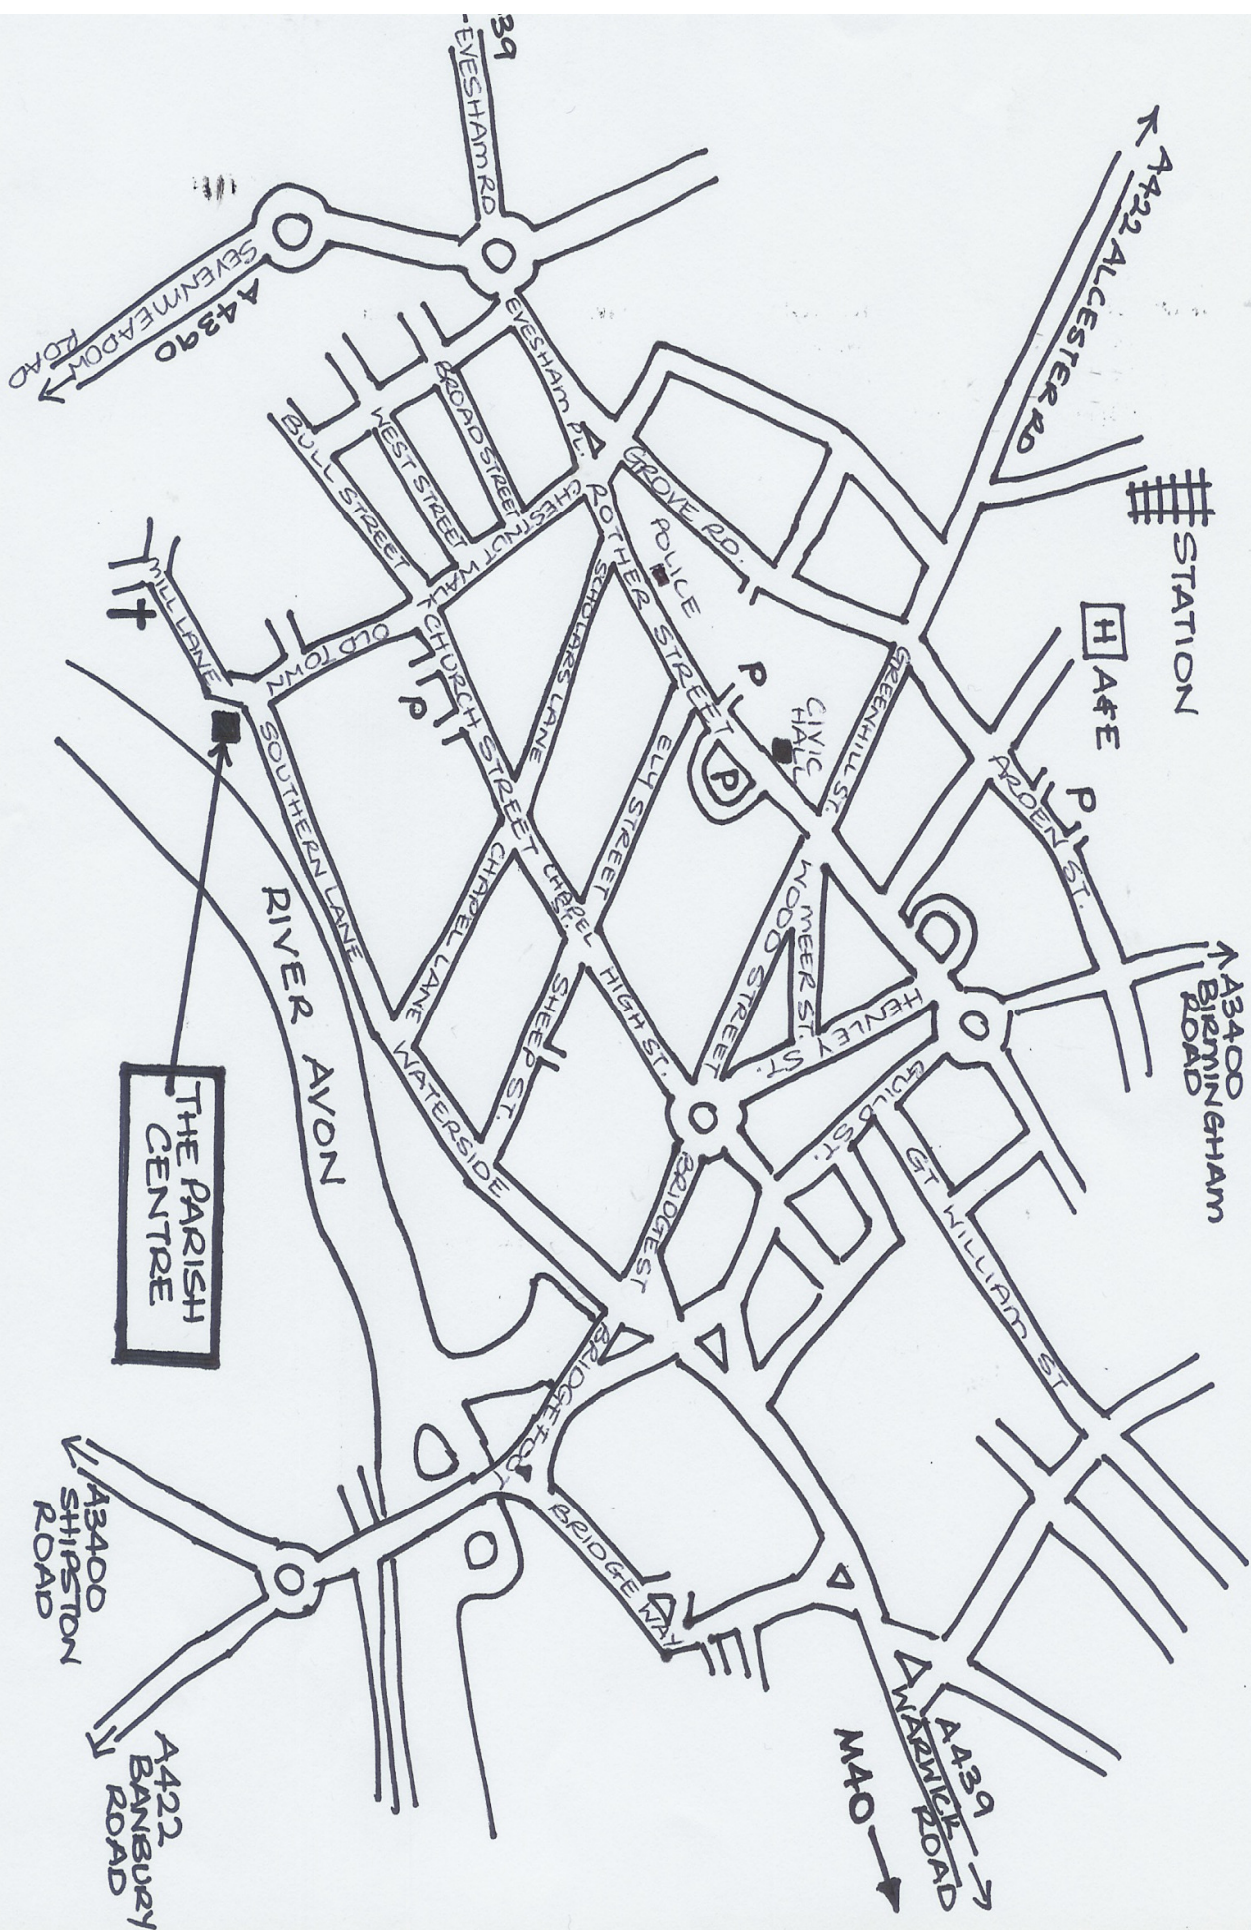 A422 ALCESTER RD
STATION
H A&E
ARDEN ST.
P
A3400
BIRMINGHAM
ROAD
39
EVESHAM RD
EVESHAM PL.
GROVE RD.
POLICE
ROTHER STREET
P
CIVIC
HALL
GREENHILL ST.
P
SEVENMEADOW
ROAD
A4390
BROAD STREET
WEST STREET
BULL STREET
CHESTNUT WALK
SCHOLARS LANE
ELY STREET
WOOD STREET
MEER ST.
HENLEY ST.
GUILD ST.
GT WILLIAM ST
CHURCH STREET
P
CHAPEL
ST.
HIGH ST.
OLD TOWN
MILL LANE
SOUTHERN LANE
CHAPEL LANE
SHEEP ST.
WATERSIDE
BRIDGE ST
BRIDGEFOOT
BRIDGE WAY
RIVER AVON
THE PARISH
CENTRE
A439
WARWICK
ROAD
M40
A3400
SHIPSTON
ROAD
A422
BANBURY
ROAD